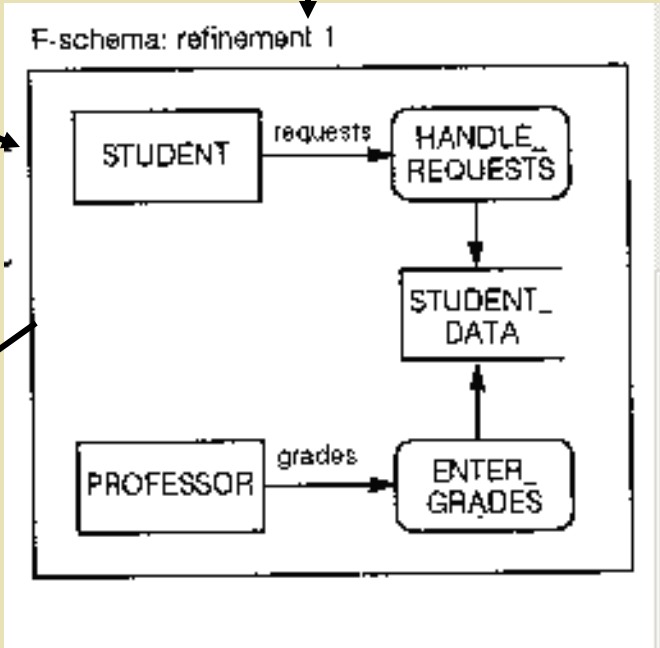 F-schema: refinement 1
STUDENT
requests
HANDLE_
REQUESTS
STUDENT_
DATA
PROFESSOR
grades
ENTER_
GRADES